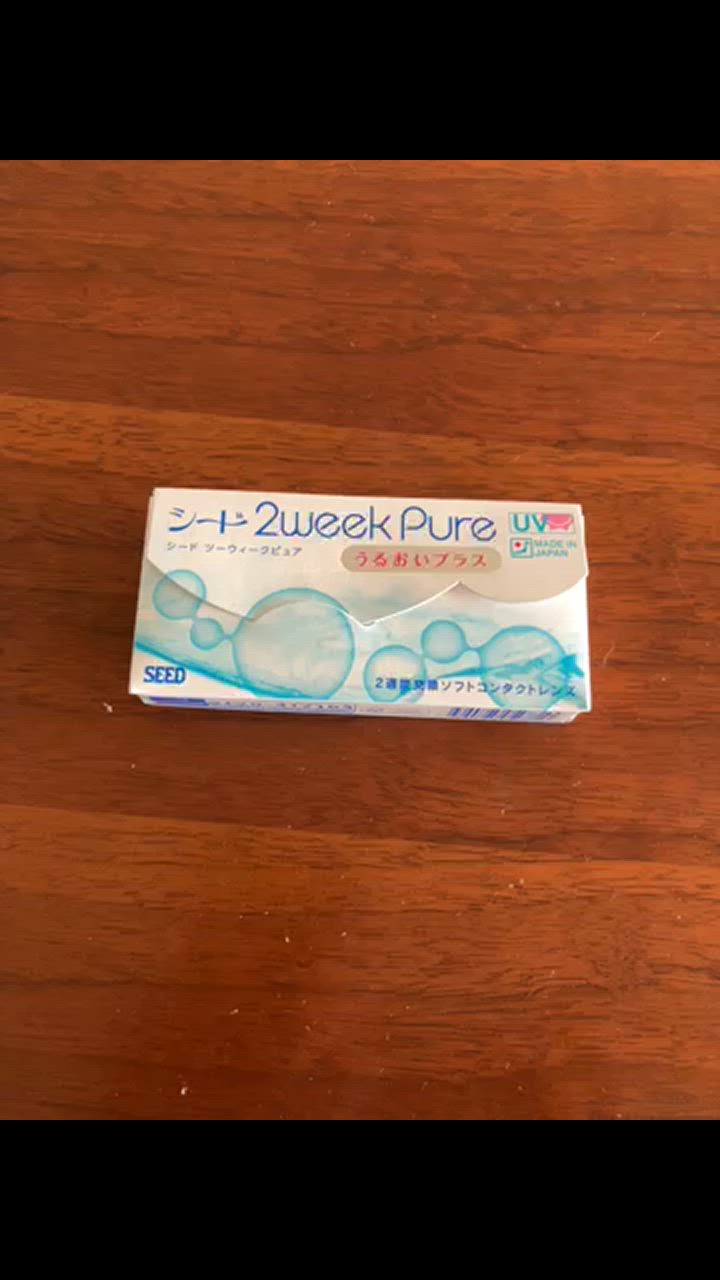 シード 2week Pure
UV
シード ツーウィークピュア
うるおいプラス
MADE IN
JAPAN
SEED
2週間交換ソフトコンタクトレンズ